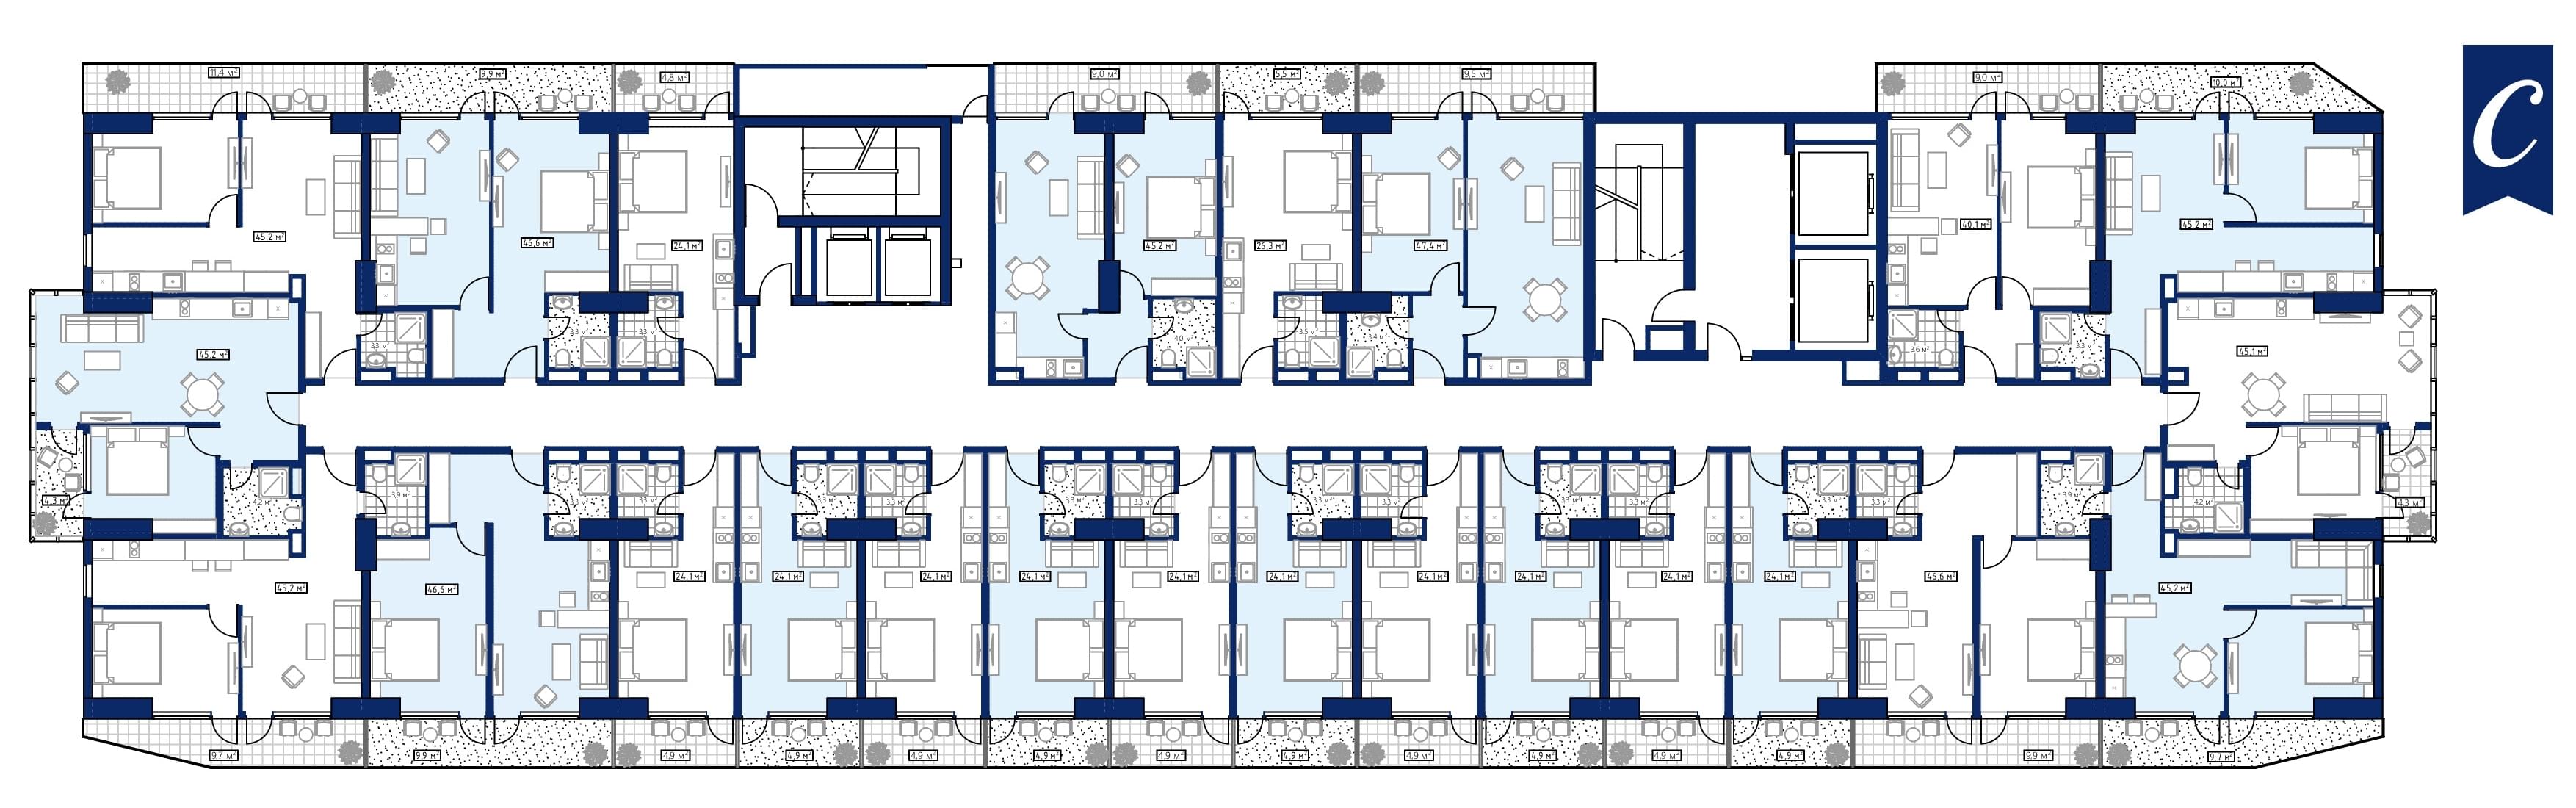 11,4 м²
9,9 м²
4,8 м²
9,0 м²
5,5 м²
9,5 м²
9,0 м²
10,0 м²
C
45,2 м²
46,6 м²
24,1 м²
45,2 м²
26,3 м²
47,4 м²
40,1 м²
45,2 м²
3,3 м²
3,3 м²
3,3 м²
4,0 м²
3,5 м²
3,4 м²
3,6 м²
3,3 м²
45,2 м²
45,1 м²
4,3 м²
4,2 м²
3,9 м²
3,3 м²
3,3 м²
3,3 м²
3,3 м²
3,3 м²
3,3 м²
3,3 м²
3,3 м²
3,3 м²
3,3 м²
3,3 м²
3,3 м²
3,9 м²
4,2 м²
4,3 м²
45,2 м²
46,6 м²
24,1 м²
24,1 м²
24,1 м²
24,1 м²
24,1 м²
24,1 м²
24,1 м²
24,1 м²
24,1 м²
24,1 м²
46,6 м²
45,2 м²
9,7 м²
9,9 м²
4,9 м²
4,9 м²
4,9 м²
4,9 м²
4,9 м²
4,9 м²
4,9 м²
4,9 м²
4,9 м²
4,9 м²
9,9 м²
9,7 м²